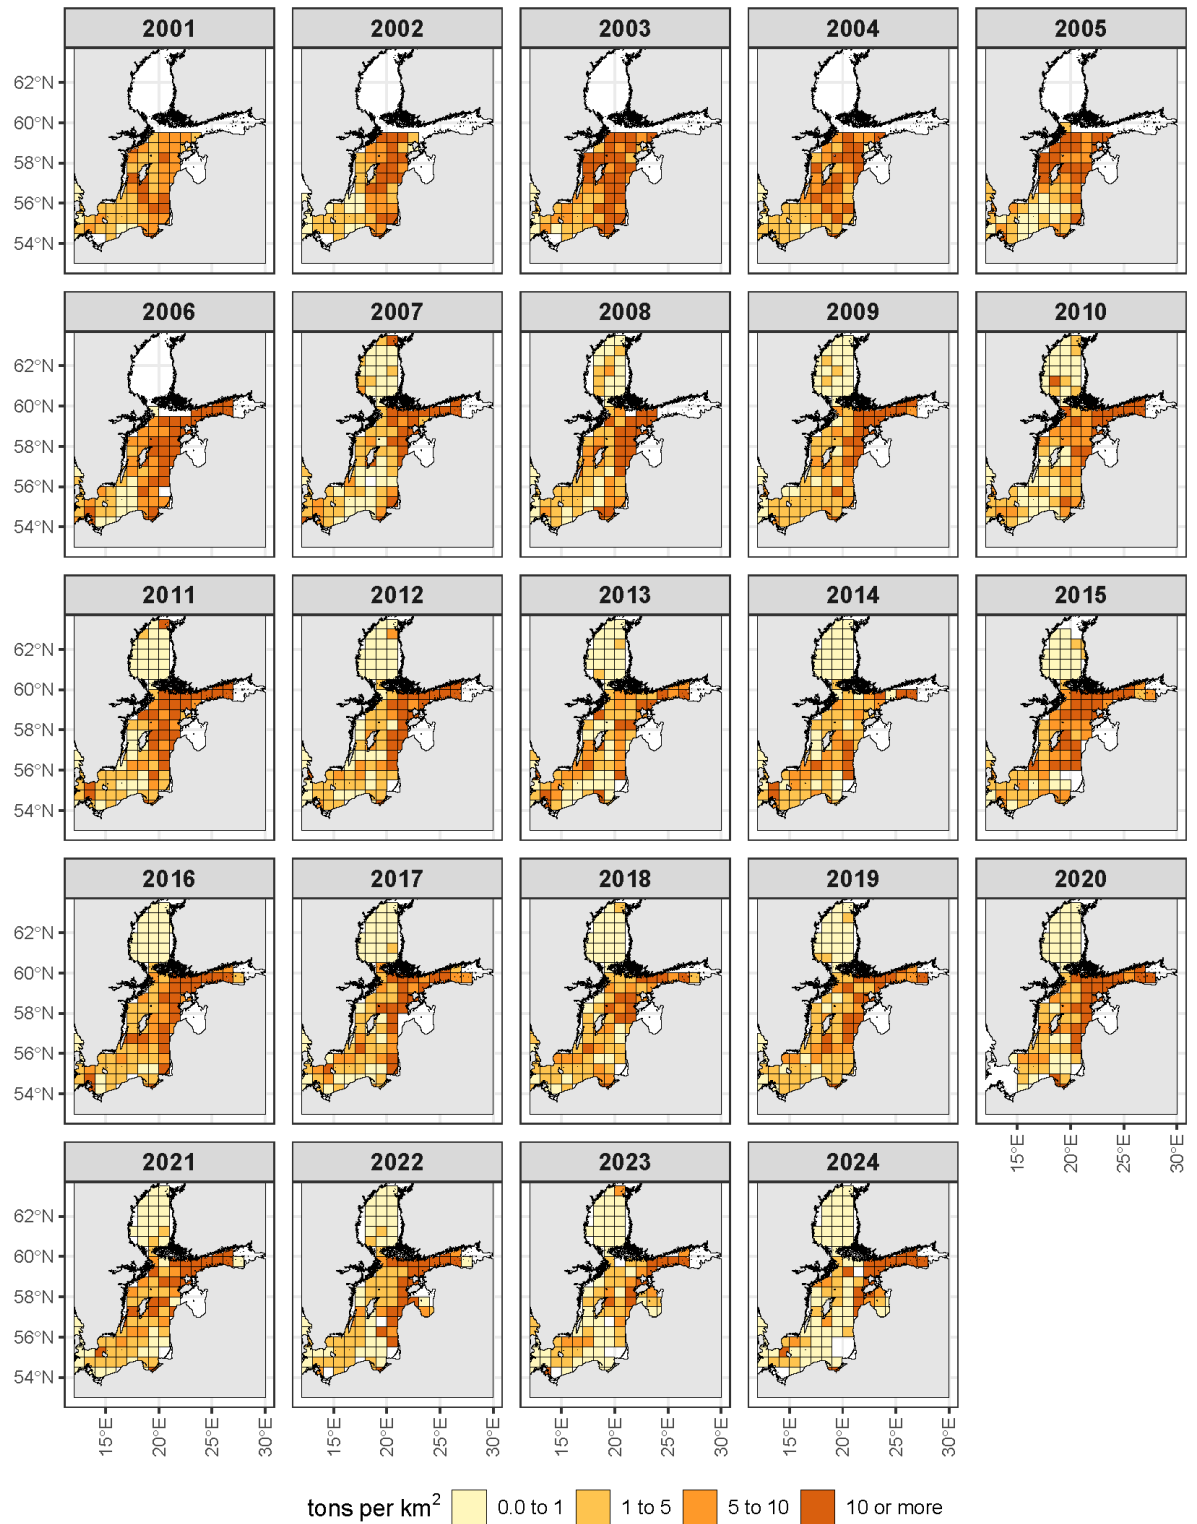 2001 2002 2003 2004 2005
62°N
60°N
58°N
56°N
54°N
2006 2007 2008 2009 2010
62°N
60°N
58°N
56°N
54°N
2011 2012 2013 2014 2015
62°N
60°N
58°N
56°N
54°N
2016 2017 2018 2019 2020
62°N
60°N
58°N
56°N
54°N
15°E 20°E 25°E 30°E
2021 2022 2023 2024
62°N
60°N
58°N
56°N
54°N
15°E 20°E 25°E 30°E 15°E 20°E 25°E 30°E 15°E 20°E 25°E 30°E 15°E 20°E 25°E 30°E
tons per km² 0.0 to 1 1 to 5 5 to 10 10 or more